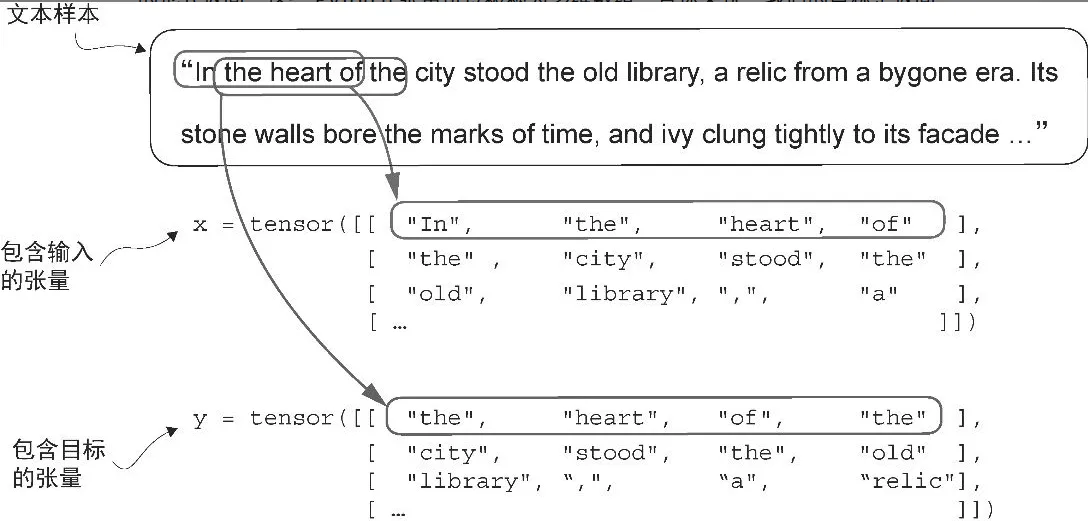 文本样本
“In the heart of the city stood the old library, a relic from a bygone era. Its
stone walls bore the marks of time, and ivy clung tightly to its facade …”
x = tensor([[ "In", "the", "heart", "of" ],
[ "the" , "city", "stood", "the" ],
[ "old", "library", ",", "a" ],
[ … ]])
包含输入
的张量
y = tensor([[ "the", "heart", "of", "the" ],
[ "city", "stood", "the", "old" ],
[ "library", “,", “a", “relic"],
[ … ]])
包含目标
的张量